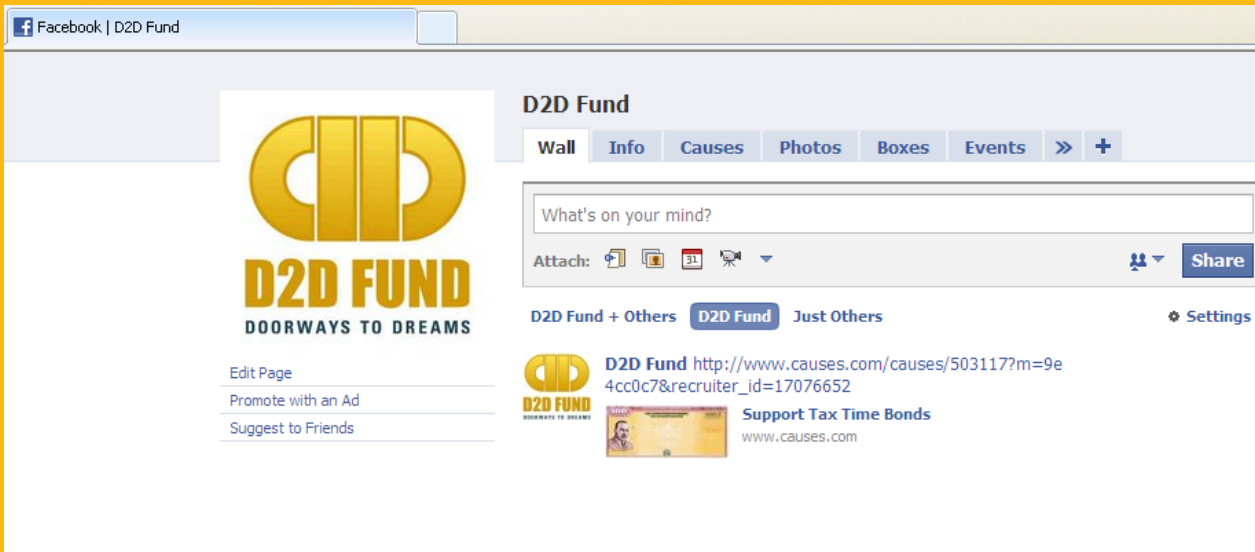 Facebook | D2D Fund
D2D FUND
DOORWAYS TO DREAMS
Edit Page
Promote with an Ad
Suggest to Friends
D2D Fund
Wall Info Causes Photos Boxes Events » +
What's on your mind?
Attach: 31 Share
D2D Fund + Others D2D Fund Just Others Settings
D2D FUND
DOORWAYS TO DREAMS
D2D Fund http://www.causes.com/causes/503117?m=9e
4cc0c7&recruiter_id=17076652
Support Tax Time Bonds
www.causes.com